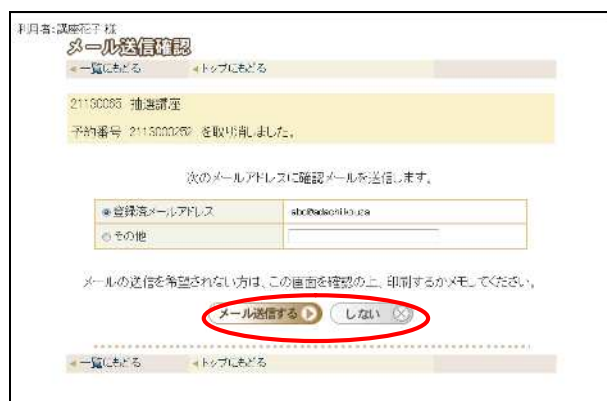 利用者:講座花子 様
メール送信確認
一覧にもどる トップにもどる
抽選講座
予約番号 を取り消しました。
次のメールアドレスに確認メールを送信します。
登録済メールアドレス
その他
メールの送信を希望されない方は、この画面を確認の上、印刷するかメモしてください。
メール送信する しない
一覧にもどる トップにもどる